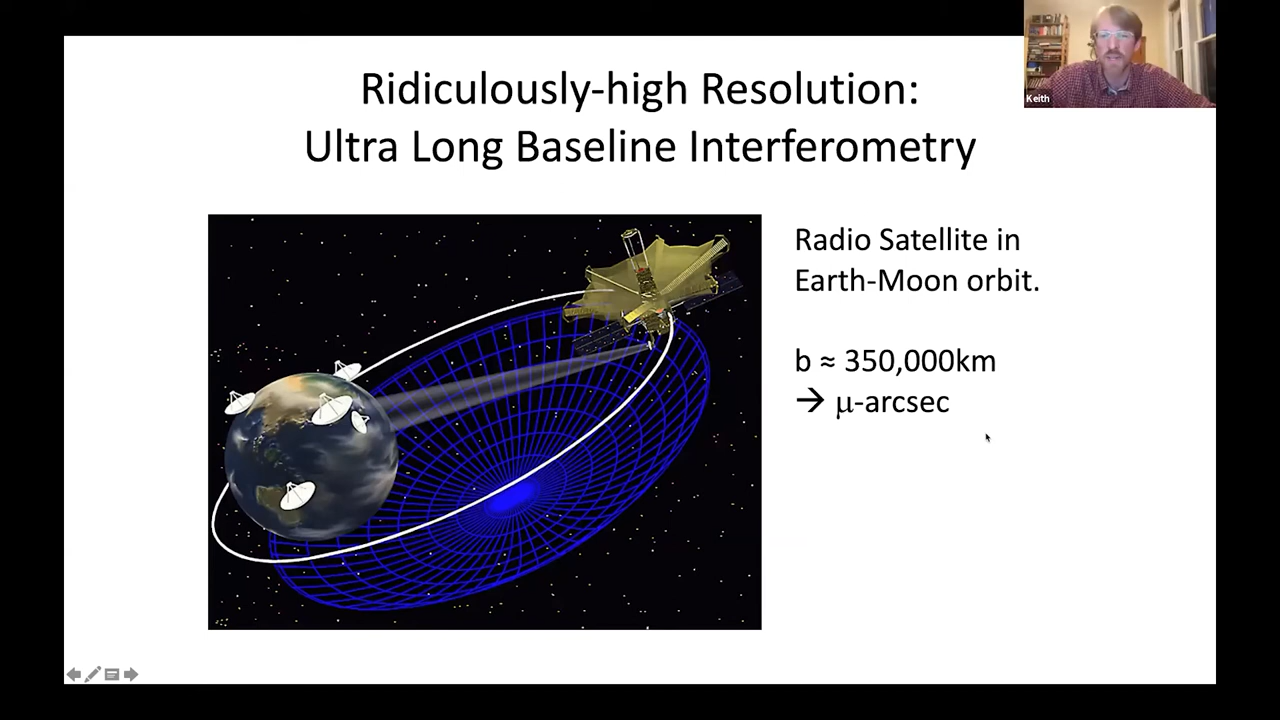 Ridiculously-high Resolution:
Ultra Long Baseline Interferometry
Keith
Radio Satellite in
Earth-Moon orbit.
b ≈ 350,000km
→ μ-arcsec